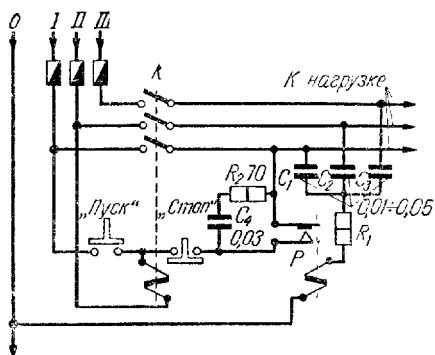 0 I II III
К
К нагрузке
R₂ 70
C₁ C₂ C₃
„Пуск“ „Стоп“
C₄
0,01÷0,05
0,03
P
R₁